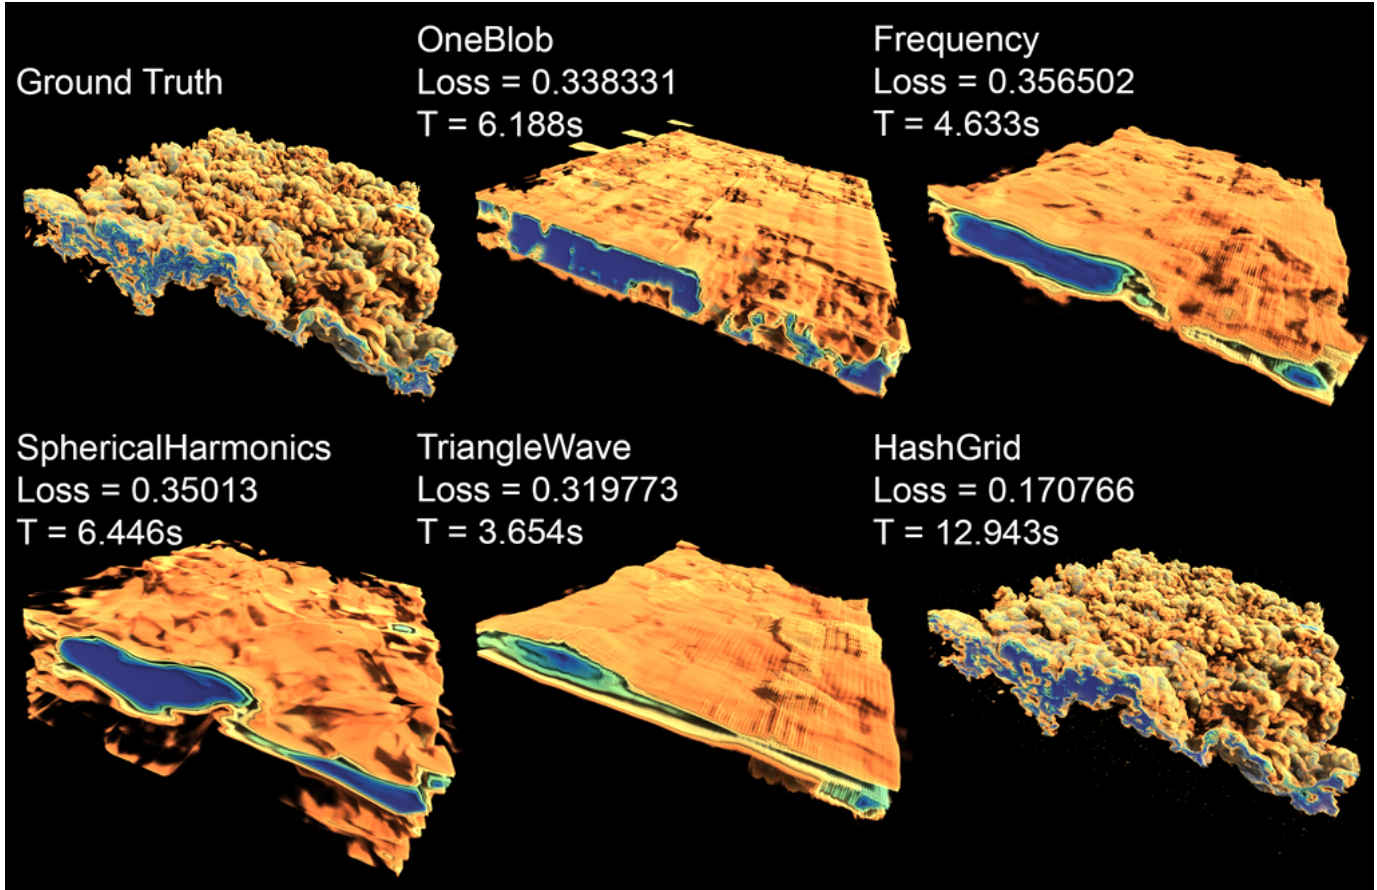 Ground Truth
OneBlob
Loss = 0.338331
T = 6.188s
Frequency
Loss = 0.356502
T = 4.633s
SphericalHarmonics
Loss = 0.35013
T = 6.446s
TriangleWave
Loss = 0.319773
T = 3.654s
HashGrid
Loss = 0.170766
T = 12.943s